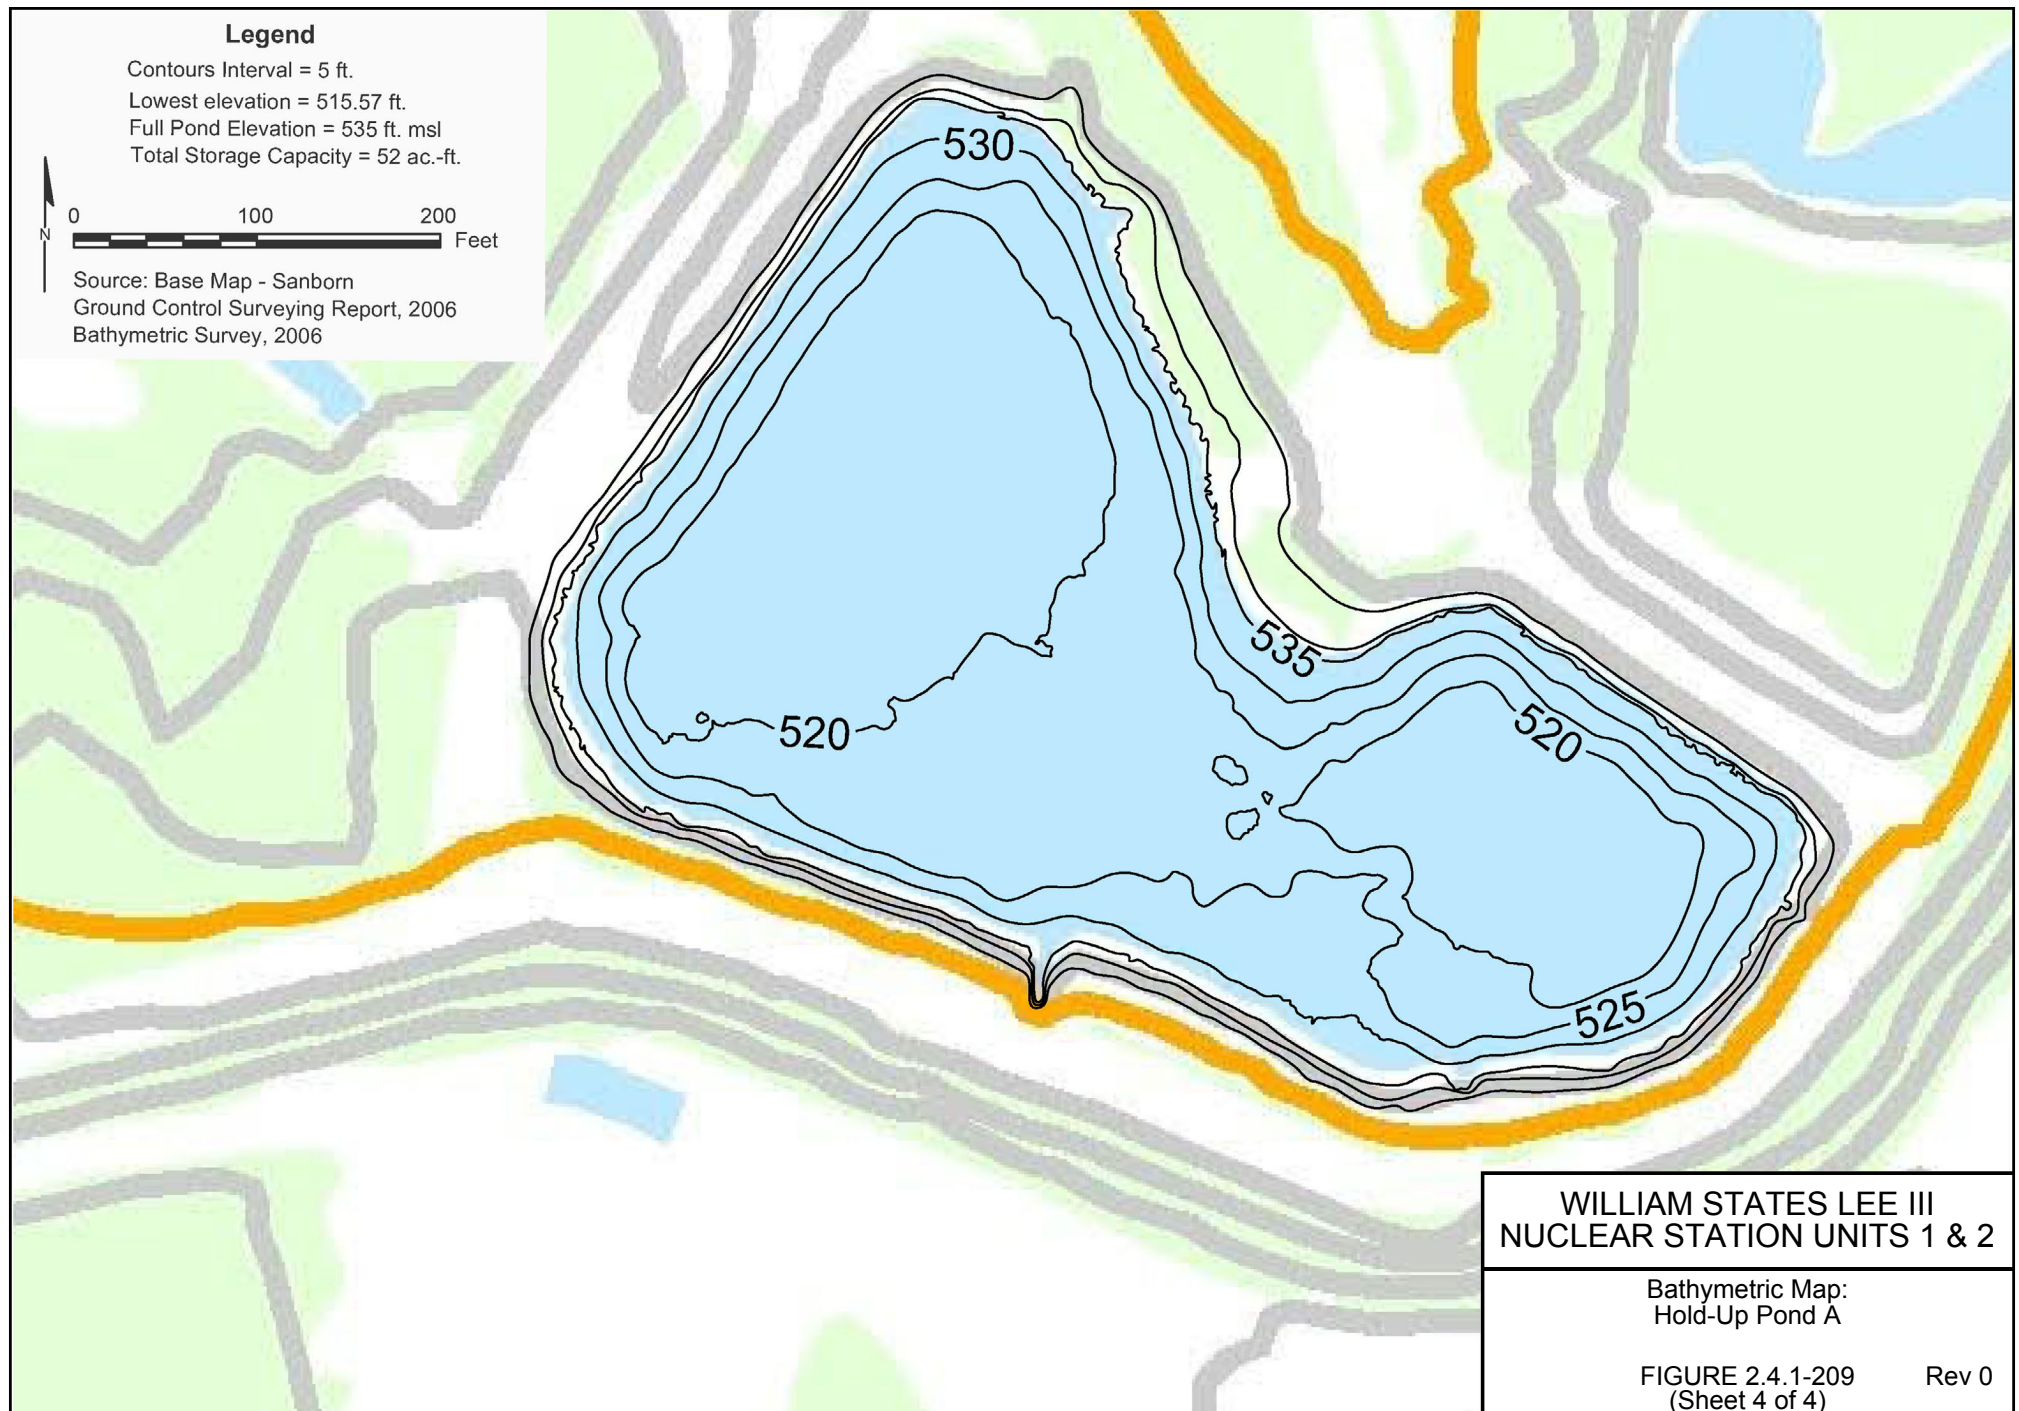 Legend
Contours Interval = 5 ft.
Lowest elevation = 515.57 ft.
Full Pond Elevation = 535 ft. msl
Total Storage Capacity = 52 ac.-ft.
N
0 100 200
Feet
Source: Base Map - Sanborn
Ground Control Surveying Report, 2006
Bathymetric Survey, 2006
530
535
520
520
525
WILLIAM STATES LEE III
NUCLEAR STATION UNITS 1 & 2
Bathymetric Map:
Hold-Up Pond A
FIGURE 2.4.1-209 Rev 0
(Sheet 4 of 4)